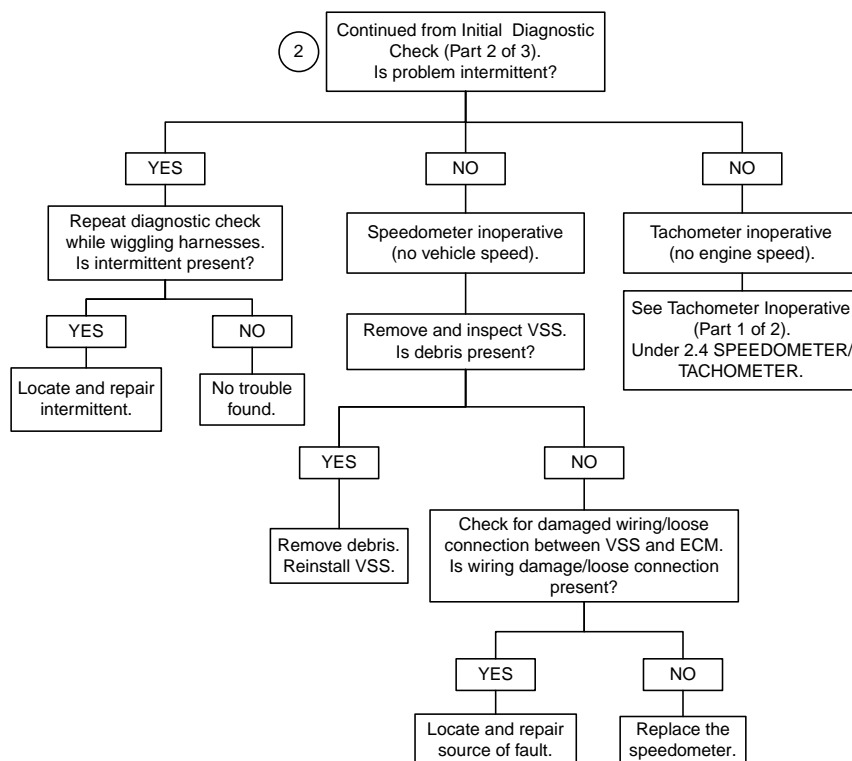 2
Continued from Initial Diagnostic
Check (Part 2 of 3).
Is problem intermittent?
YES
NO
NO
Repeat diagnostic check
while wiggling harnesses.
Is intermittent present?
Speedometer inoperative
(no vehicle speed).
Tachometer inoperative
(no engine speed).
YES
NO
Remove and inspect VSS.
Is debris present?
See Tachometer Inoperative
(Part 1 of 2).
Under 2.4 SPEEDOMETER/
TACHOMETER.
Locate and repair
intermittent.
No trouble
found.
YES
NO
Remove debris.
Reinstall VSS.
Check for damaged wiring/loose
connection between VSS and ECM.
Is wiring damage/loose connection
present?
YES
NO
Locate and repair
source of fault.
Replace the
speedometer.